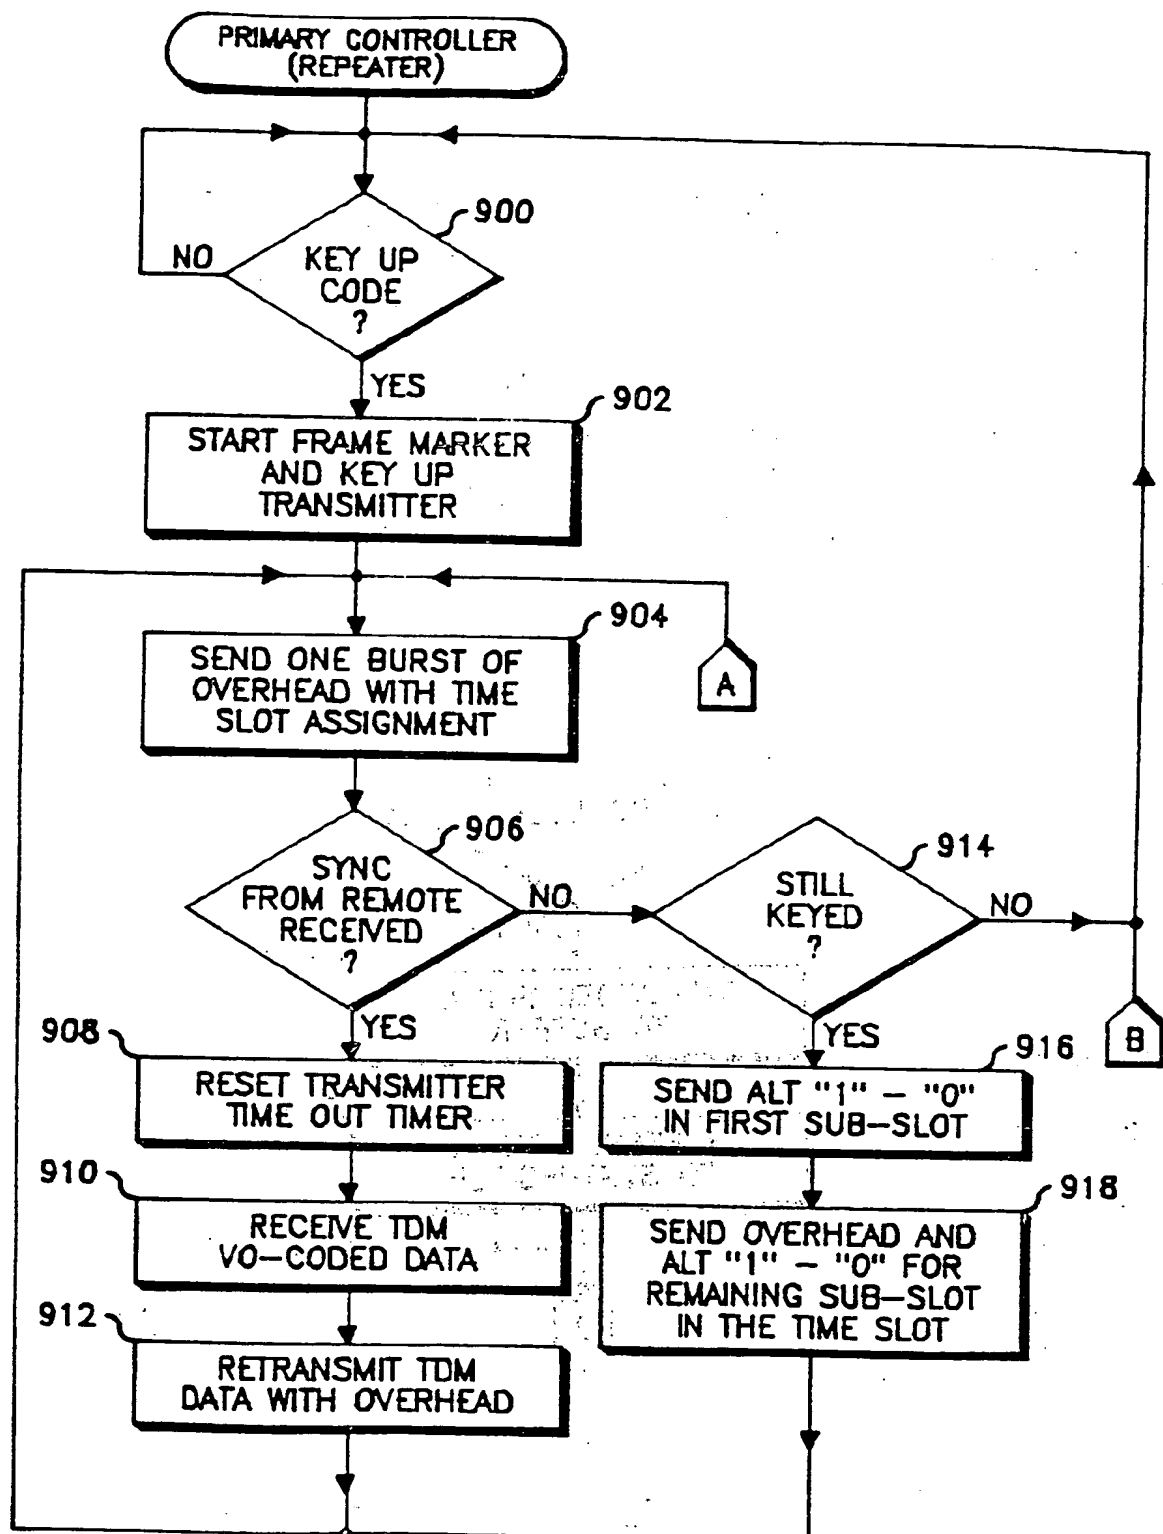 PRIMARY CONTROLLER
(REPEATER)
900
NO
KEY UP
CODE
?
YES
902
START FRAME MARKER
AND KEY UP
TRANSMITTER
904
SEND ONE BURST OF
OVERHEAD WITH TIME
SLOT ASSIGNMENT
A
906
SYNC
FROM REMOTE
RECEIVED
?
NO
914
STILL
KEYED
?
NO
B
YES
YES
908
RESET TRANSMITTER
TIME OUT TIMER
916
SEND ALT "1" - "0"
IN FIRST SUB-SLOT
910
RECEIVE TDM
VO-CODED DATA
918
SEND OVERHEAD AND
ALT "1" - "0" FOR
REMAINING SUB-SLOT
IN THE TIME SLOT
912
RETRANSMIT TDM
DATA WITH OVERHEAD